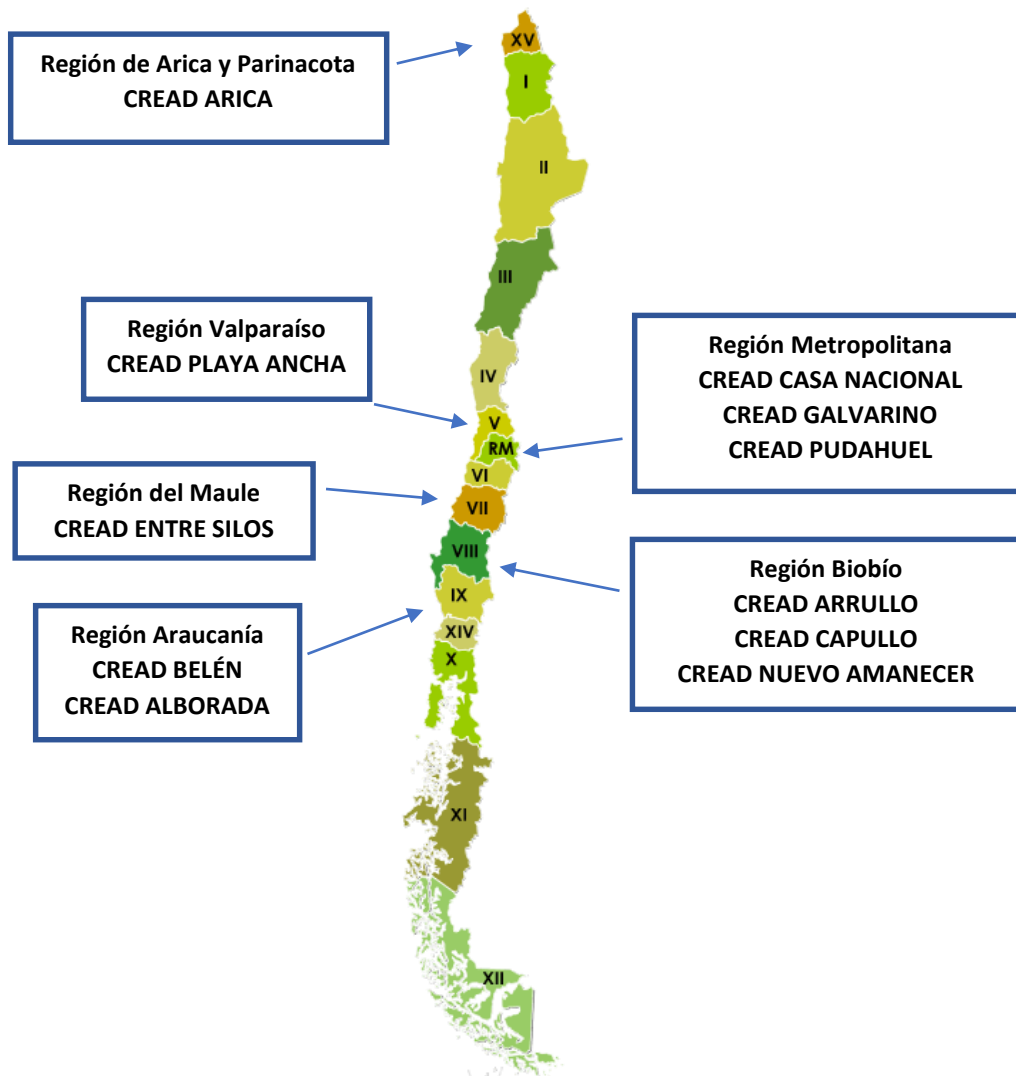 XV
Región de Arica y Parinacota
CREAD ARICA
I
II
III
Región Valparaíso
CREAD PLAYA ANCHA
IV
Región Metropolitana
CREAD CASA NACIONAL
CREAD GALVARINO
CREAD PUDAHUEL
V
RM
VI
Región del Maule
CREAD ENTRE SILOS
VII
VIII
Región Biobío
CREAD ARRULLO
CREAD CAPULLO
CREAD NUEVO AMANECER
IX
Región Araucanía
CREAD BELÉN
CREAD ALBORADA
XIV
X
XI
XII